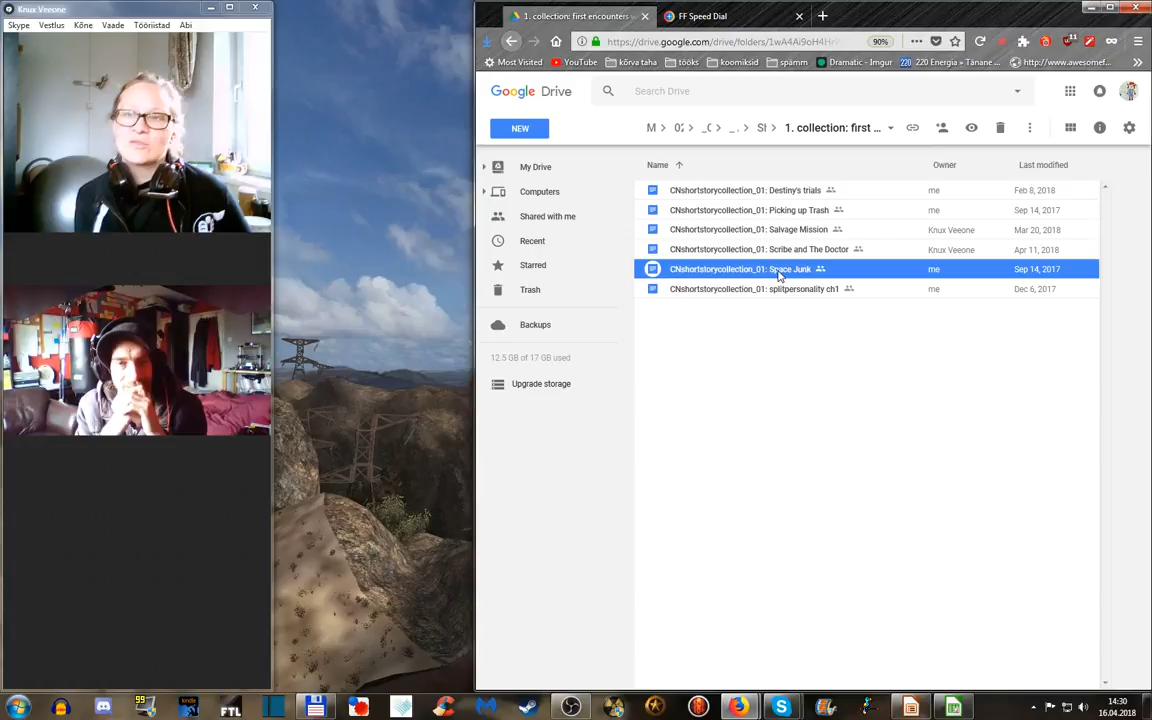 Knux Veeone
Skype Vestlus Kõne Vaade Tööriistad Abi
1. collection: first encounters
FF Speed Dial
https://drive.google.com/drive/folders/1wA4Ai9oH4H
90%
11
Most Visited YouTube kõrva taha tööks koomiksid spämm Dramatic - Imgur 220 Energia » Tänane ... http://www.awesomef...
Google Drive
Search Drive
NEW
1. collection: first ...
My Drive
Computers
Shared with me
Recent
Starred
Trash
Backups
12.5 GB of 17 GB used
Upgrade storage
Name Owner Last modified
CNshortstorycollection_01: Destiny's trials me Feb 8, 2018
CNshortstorycollection_01: Picking up Trash me Sep 14, 2017
CNshortstorycollection_01: Salvage Mission Knux Veeone Mar 20, 2018
CNshortstorycollection_01: Scribe and The Doctor Knux Veeone Apr 11, 2018
CNshortstorycollection_01: Space Junk me Sep 14, 2017
CNshortstorycollection_01: splitpersonality ch1 me Dec 6, 2017
99
kindle
FTL
14:30
16.04.2018